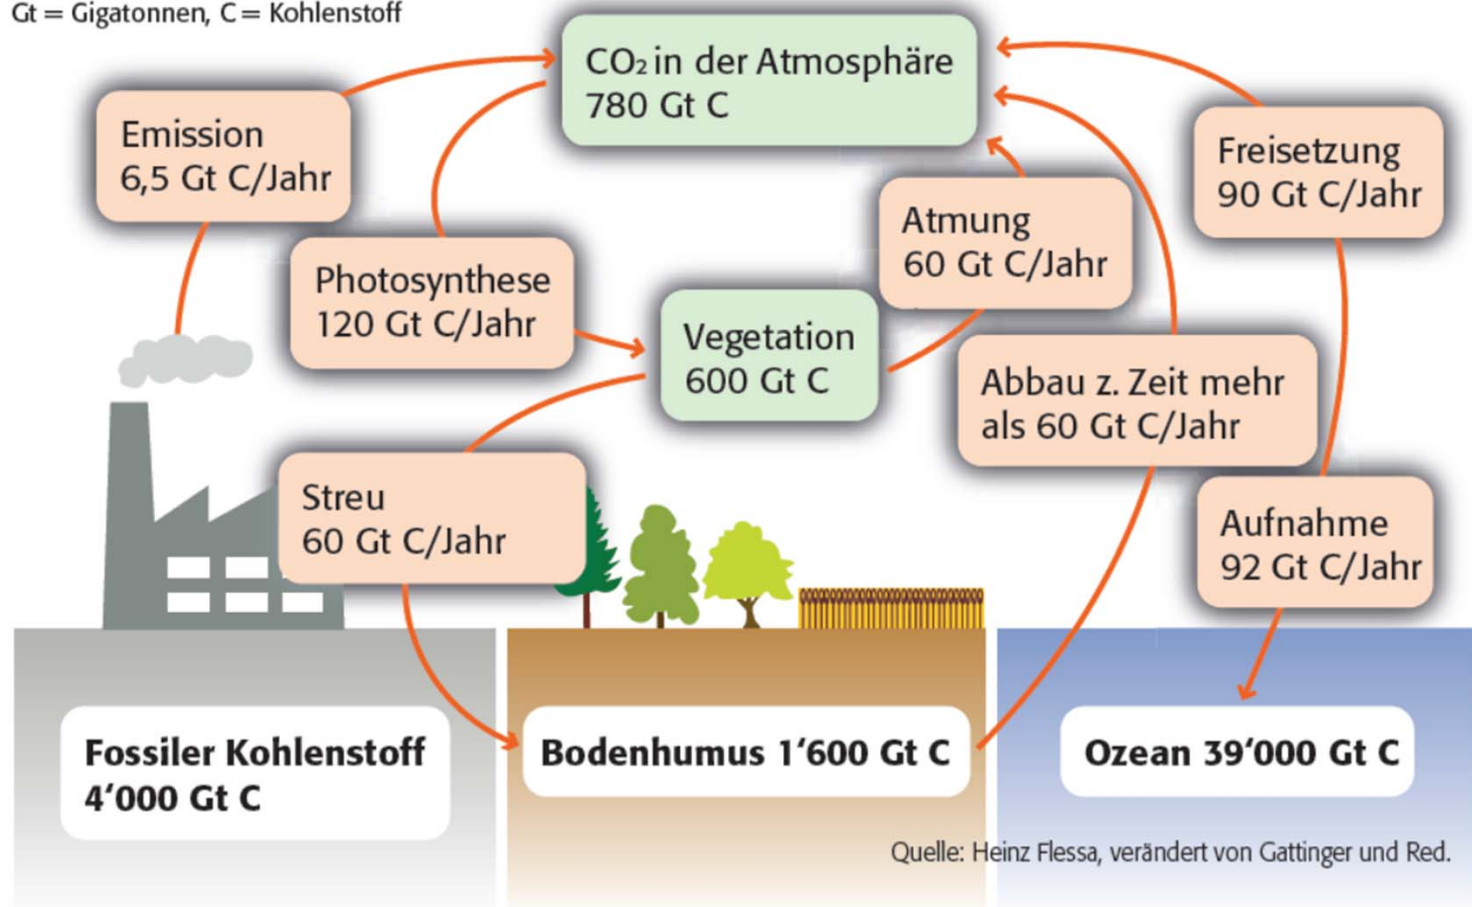 Gt = Gigatonnen, C = Kohlenstoff
CO₂ in der Atmosphäre
780 Gt C
Emission
6,5 Gt C/Jahr
Freisetzung
90 Gt C/Jahr
Atmung
60 Gt C/Jahr
Photosynthese
120 Gt C/Jahr
Vegetation
600 Gt C
Abbau z. Zeit mehr
als 60 Gt C/Jahr
Streu
60 Gt C/Jahr
Aufnahme
92 Gt C/Jahr
Fossiler Kohlenstoff
4‘000 Gt C
Bodenhumus 1‘600 Gt C
Ozean 39‘000 Gt C
Quelle: Heinz Flessa, verändert von Gattinger und Red.